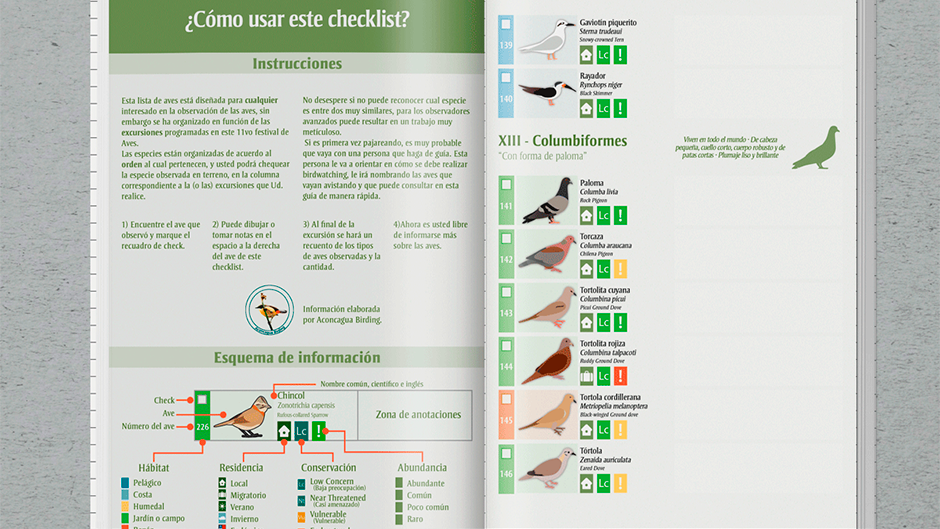 ¿Cómo usar este checklist?
Instrucciones
Esta lista de aves está diseñada para cualquier
interesado en la observación de las aves, sin
embargo se ha organizado en función de las
excursiones programadas en este 11vo festival de
Aves.
Las especies están organizadas de acuerdo al
orden al cual pertenecen, y usted podrá chequear
la especie observada en terreno, en la columna
correspondiente a la (o las) excursiones que Ud,
realice.
No desespere si no puede reconocer cual especie
es entre dos muy similares, para los observadores
avanzados puede resultar en un trabajo muy
meticuloso.
Si es primera vez pajareando, es muy probable
que vaya con una persona que haga de guía. Esta
persona le va a orientar en cómo se debe realizar
birdwatching, le irá nombrando las aves que
vayan avistando y que puede consultar en esta
guía de manera rápida.
1) Encuentre el ave que
observó y marque el
recuadro de check.
2) Puede dibujar o
tomar notas en el
espacio a la derecha
del ave de este
checklist.
3) Al final de la
excursión se hará un
recuento de los tipos
de aves observadas y la
cantidad.
4)Ahora es usted libre
de informarse más
sobre las aves.
Aconcagua Birding
Información elaborada
por Aconcagua Birding.
Esquema de información
Nombre común, científico e inglés
Check
Ave
Número del ave
226
Chincol
Zonotrichia capensis
Rufous-collared Sparrow
Lc
!
Zona de anotaciones
Hábitat
Pelágico
Costa
Humedal
Jardín o campo
Residencia
Local
Migratorio
Verano
Invierno
Conservación
Lc
Low Concern
(Baja preocupación)
Nt
Near Threatened
(Casi amenazado)
Vulnerable
(Vulnerable)
Abundancia
Abundante
Común
Poco común
Raro
139
Gaviotín piquerito
Sterna trudeaui
Snowy-crowned Tern
Lc !
140
Rayador
Rynchops niger
Black Skimmer
Lc !
XIII - Columbiformes
"Con forma de paloma"
Viven en todo el mundo · De cabeza
pequeña, cuello corto, cuerpo robusto y de
patas cortas · Plumaje liso y brillante
141
Paloma
Columba livia
Rock Pigeon
Lc !
142
Torcaza
Columba araucana
Chilena Pigeon
Lc !
143
Tortolita cuyana
Columbina picui
Picui Ground Dove
Lc !
144
Tortolita rojiza
Columbina talpacoti
Ruddy Ground Dove
Lc !
145
Tortola cordillerana
Metriopelia melanoptera
Black-winged Ground dove
Lc !
146
Tórtola
Zenaida auriculata
Eared Dove
Lc !